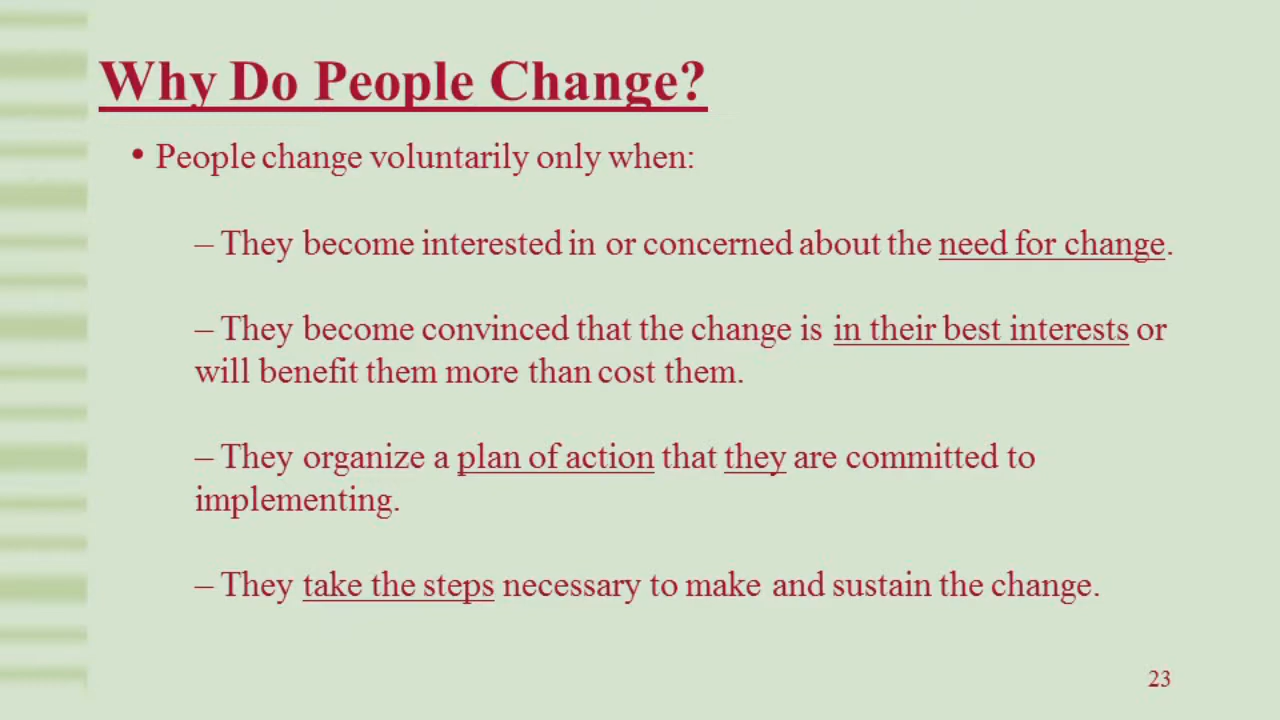 Why Do People Change?
• People change voluntarily only when:
– They become interested in or concerned about the need for change.
– They become convinced that the change is in their best interests or
will benefit them more than cost them.
– They organize a plan of action that they are committed to
implementing.
– They take the steps necessary to make and sustain the change.
23